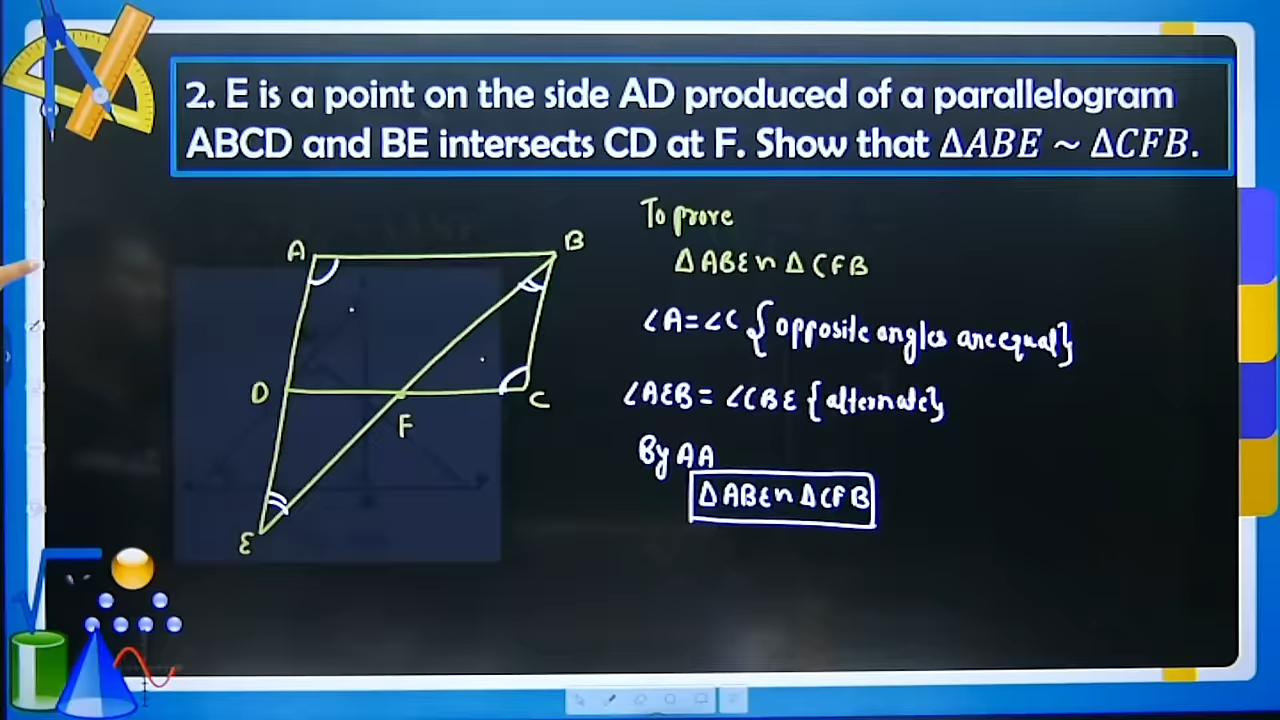 2. E is a point on the side AD produced of a parallelogram
ABCD and BE intersects CD at F. Show that ΔABE ~ ΔCFB.
To prove
ΔABE ~ ΔCFB
A
B
∠A = ∠C { opposite angles are equal}
D
C
∠AEB = ∠CBE {alternate}
F
By AA
ΔABE ~ ΔCFB
E